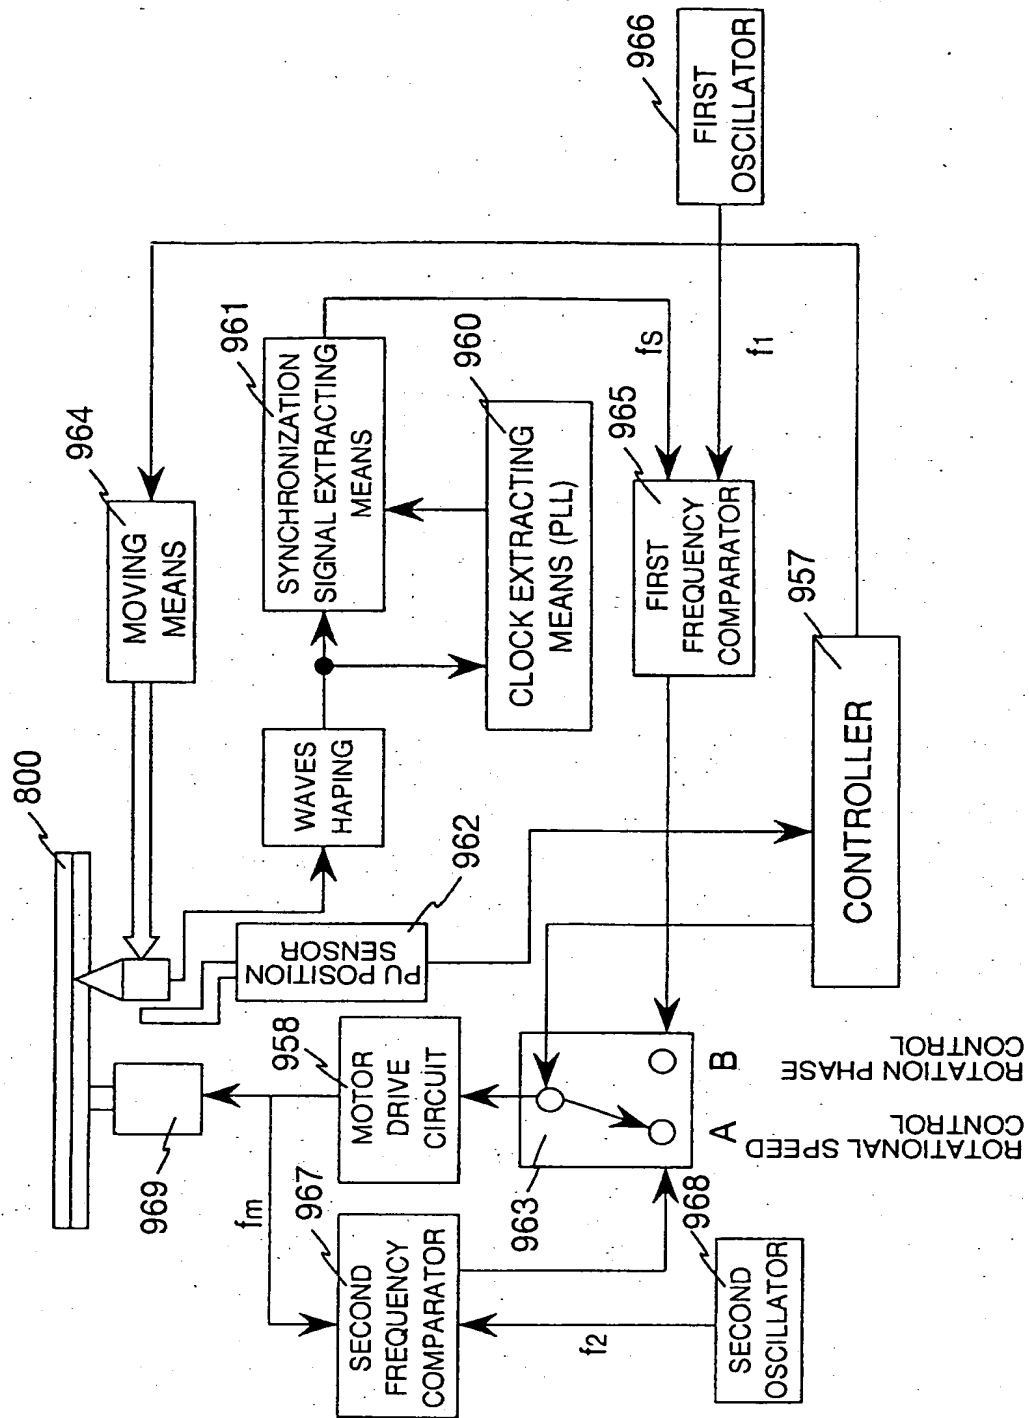 800
964
MOVING
MEANS
961
SYNCHRONIZATION
SIGNAL EXTRACTING
MEANS
966
FIRST
OSCILLATOR
969
fm
958
MOTOR
DRIVE
CIRCUIT
PU POSITION
SENSOR
962
WAVES
HAPING
960
CLOCK EXTRACTING
MEANS (PLL)
967
SECOND
FREQUENCY
COMPARATOR
f2
968
SECOND
OSCILLATOR
963
A
B
ROTATIONAL SPEED
CONTROL
ROTATION PHASE
CONTROL
fs
f1
965
FIRST
FREQUENCY
COMPARATOR
957
CONTROLLER